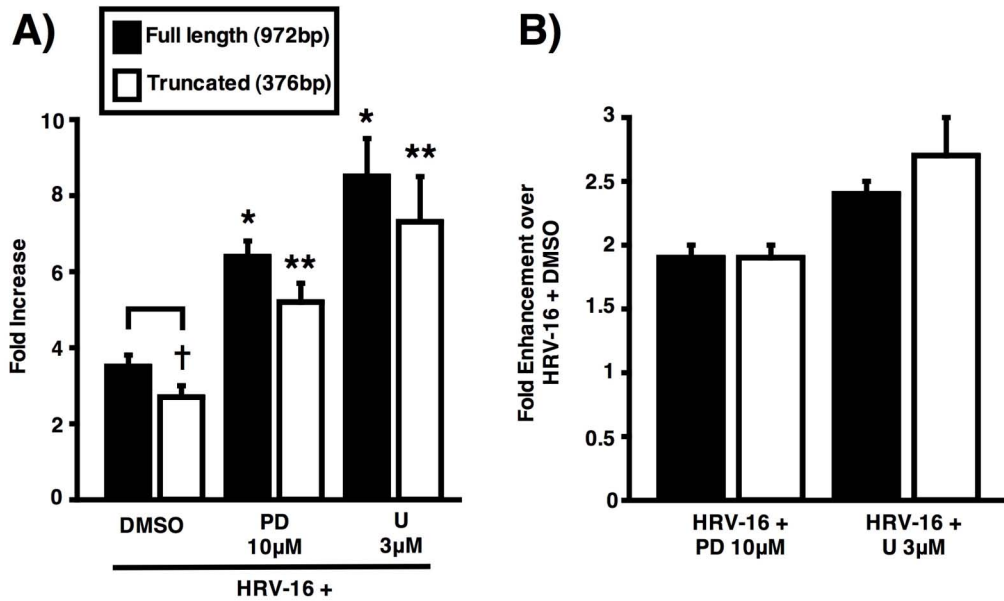 A)
Full length (972bp)
Truncated (376bp)
Fold Increase
10
8
6
4
2
0
*
**
*
**
†
DMSO
PD
10µM
U
3µM
HRV-16 +
B)
Fold Enhancement over
HRV-16 + DMSO
3
2.5
2
1.5
1
0.5
0
HRV-16 +
PD 10µM
HRV-16 +
U 3µM